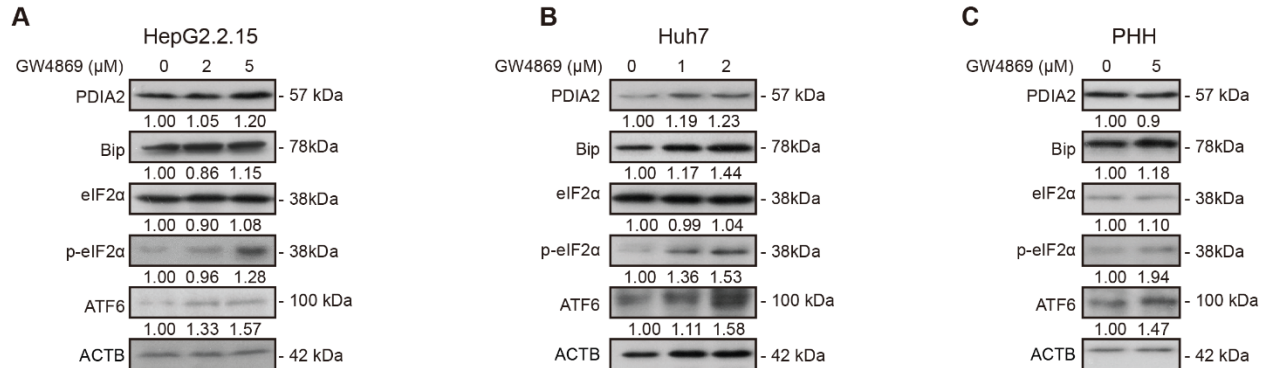 A
HepG2.2.15
GW4869 (μM) 0 2 5
PDIA2 - 57 kDa
1.00 1.05 1.20
Bip - 78kDa
1.00 0.86 1.15
eIF2α - 38kDa
1.00 0.90 1.08
p-eIF2α - 38kDa
1.00 0.96 1.28
ATF6 - 100 kDa
1.00 1.33 1.57
ACTB - 42 kDa
B
Huh7
GW4869 (μM) 0 1 2
PDIA2 - 57 kDa
1.00 1.19 1.23
Bip - 78kDa
1.00 1.17 1.44
eIF2α - 38kDa
1.00 0.99 1.04
p-eIF2α - 38kDa
1.00 1.36 1.53
ATF6 - 100 kDa
1.00 1.11 1.58
ACTB - 42 kDa
C
PHH
GW4869 (μM) 0 5
PDIA2 - 57 kDa
1.00 0.9
Bip - 78kDa
1.00 1.18
eIF2α - 38kDa
1.00 1.10
p-eIF2α - 38kDa
1.00 1.94
ATF6 - 100 kDa
1.00 1.47
ACTB - 42 kDa